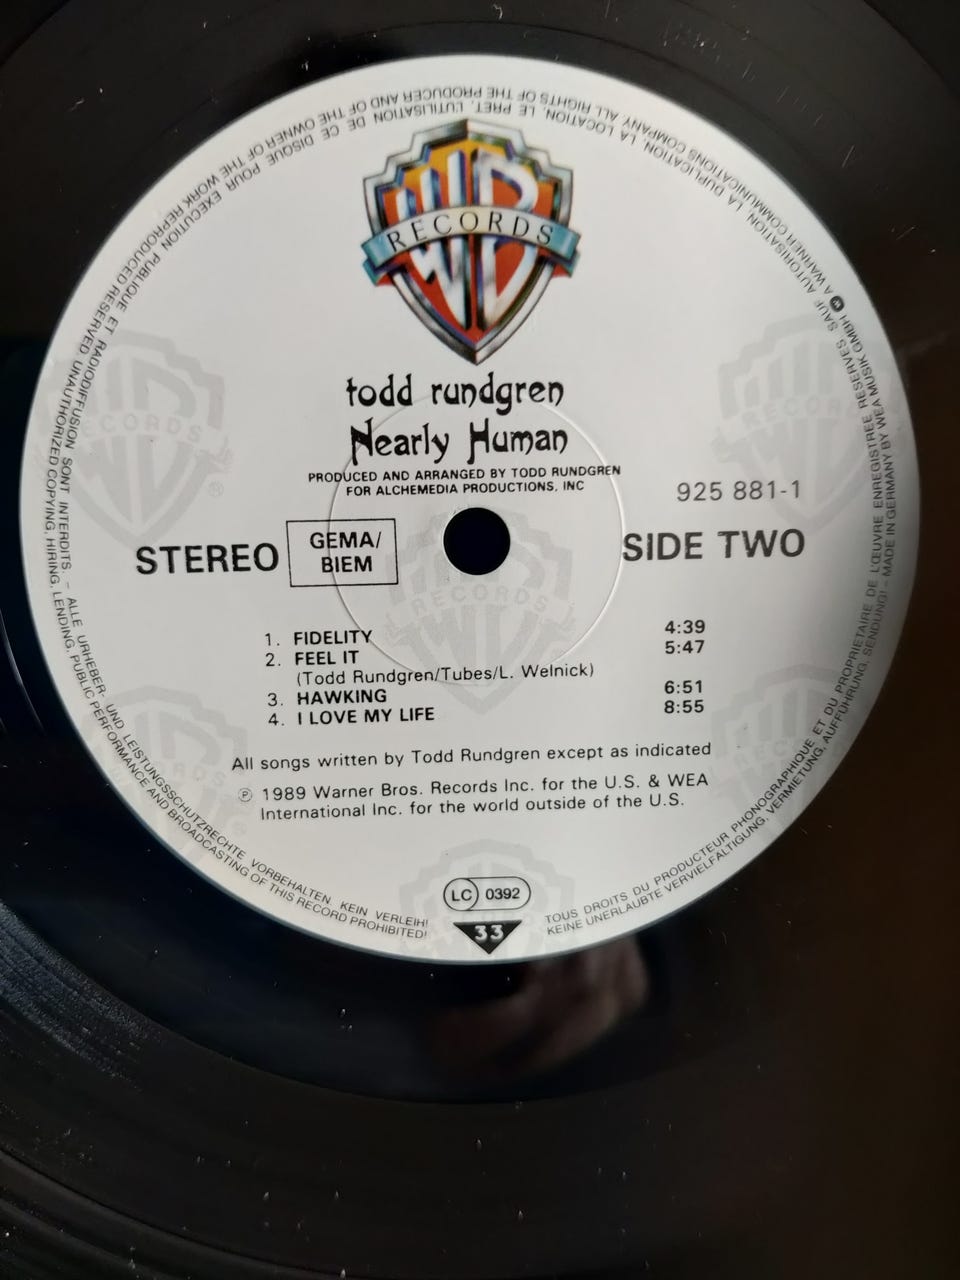 WB
RECORDS
todd rundgren
Nearly Human
PRODUCED AND ARRANGED BY TODD RUNDGREN
FOR ALCHEMEDIA PRODUCTIONS, INC
925 881-1
STEREO
GEMA/
BIEM
SIDE TWO
1. FIDELITY 4:39
2. FEEL IT 5:47
(Todd Rundgren/Tubes/L. Welnick)
3. HAWKING 6:51
4. I LOVE MY LIFE 8:55
All songs written by Todd Rundgren except as indicated
Ⓟ 1989 Warner Bros. Records Inc. for the U.S. & WEA
International Inc. for the world outside of the U.S.
LC 0392
33
TOUS DROITS DU PRODUCTEUR PHONOGRAPHIQUE ET DU PROPRIETAIRE DE L'ŒUVRE ENREGISTREE RESERVES SAUF AUTORISATION, LA DUPLICATION, LA LOCATION, LE PRET, L'UTILISATION DE CE DISQUE POUR EXECUTION PUBLIQUE ET RADIODIFFUSION SONT INTERDITS. – ALLE URHEBER- UND LEISTUNGSSCHUTZRECHTE VORBEHALTEN. KEIN VERLEIH!
KEINE UNERLAUBTE VERVIELFÄLTIGUNG, VERMIETUNG, AUFFÜHRUNG, SENDUNG! – MADE IN GERMANY BY WEA MUSIK GMBH A WARNER COMMUNICATIONS COMPANY. ALL RIGHTS OF THE PRODUCER AND OF THE OWNER OF THE WORK REPRODUCED RESERVED UNAUTHORIZED COPYING, HIRING, LENDING, PUBLIC PERFORMANCE AND BROADCASTING OF THIS RECORD PROHIBITED!